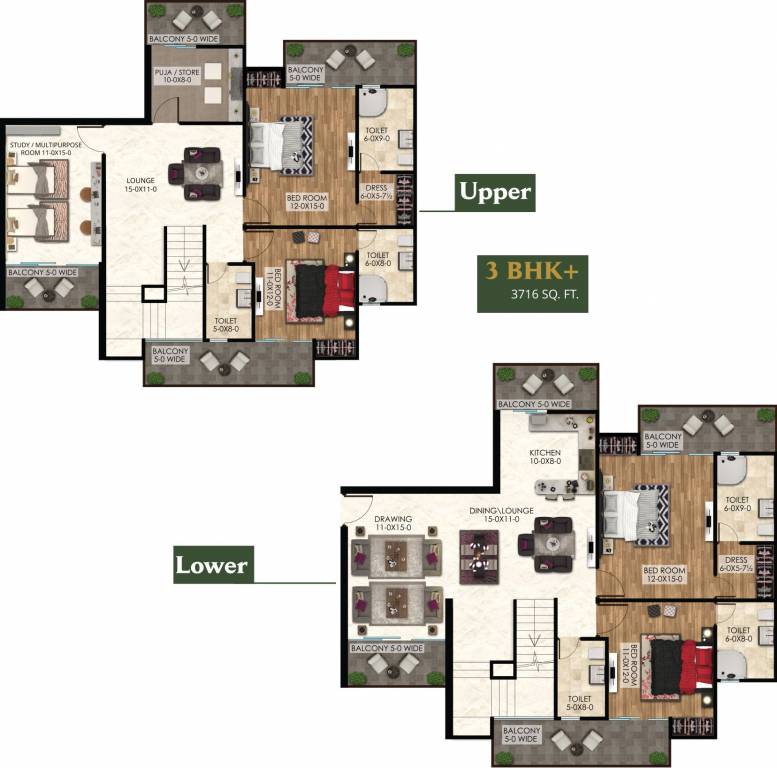 BALCONY 5-0 WIDE
PUJA / STORE
10-0X8-0
BALCONY
5-0 WIDE
TOILET
6-0X9-0
STUDY / MULTIPURPOSE
ROOM 11-0X15-0
LOUNGE
15-0X11-0
BED ROOM
12-0X15-0
DRESS
6-0X5-7½
Upper
BALCONY 5-0 WIDE
BED ROOM
11-0X12-0
TOILET
6-0X8-0
TOILET
5-0X8-0
BALCONY
5-0 WIDE
3 BHK+
3716 SQ. FT.
BALCONY 5-0 WIDE
KITCHEN
10-0X8-0
BALCONY
5-0 WIDE
TOILET
6-0X9-0
DRAWING
11-0X15-0
DINING\LOUNGE
15-0X11-0
BED ROOM
12-0X15-0
DRESS
6-0X5-7½
Lower
BALCONY 5-0 WIDE
BED ROOM
11-0X12-0
TOILET
6-0X8-0
TOILET
5-0X8-0
BALCONY
5-0 WIDE